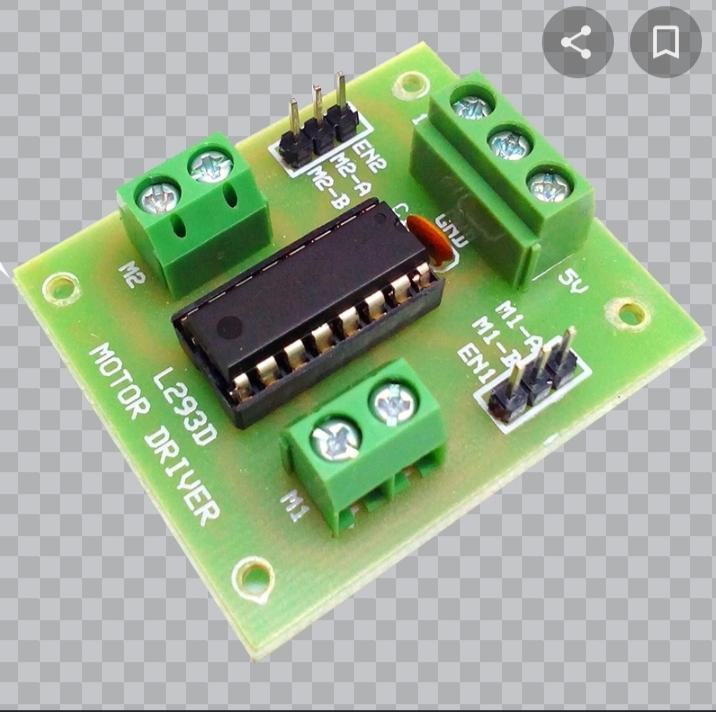 EN2
M2-A
M2-B
GND
5V
M2
M1-A
M1-B
EN1
L293D
MOTOR DRIVER
M1